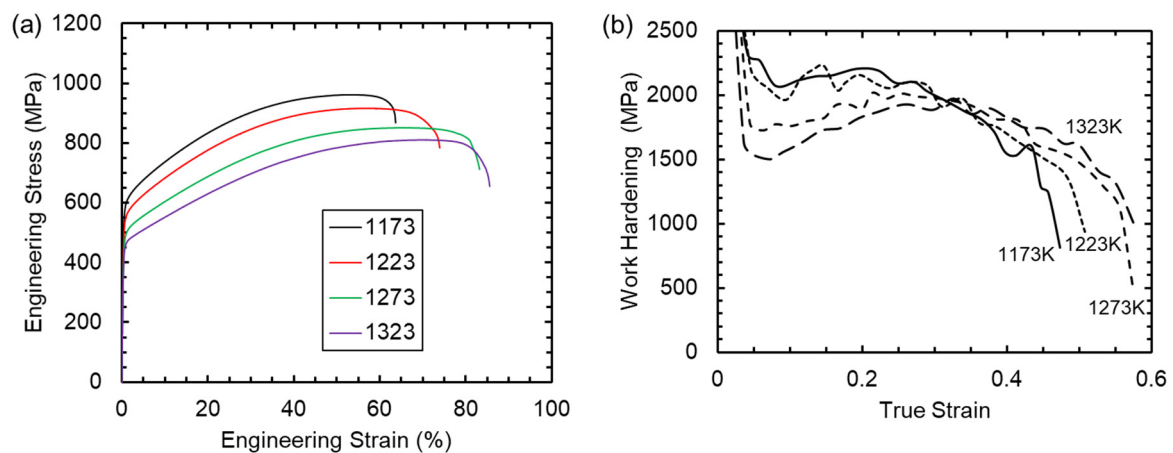 (a)
Engineering Stress (MPa)
1200
1000
800
600
400
200
0
1173
1223
1273
1323
0 20 40 60 80 100
Engineering Strain (%)
(b)
Work Hardening (MPa)
2500
2000
1500
1000
500
0
1323K
1173K
1223K
1273K
0 0.2 0.4 0.6
True Strain